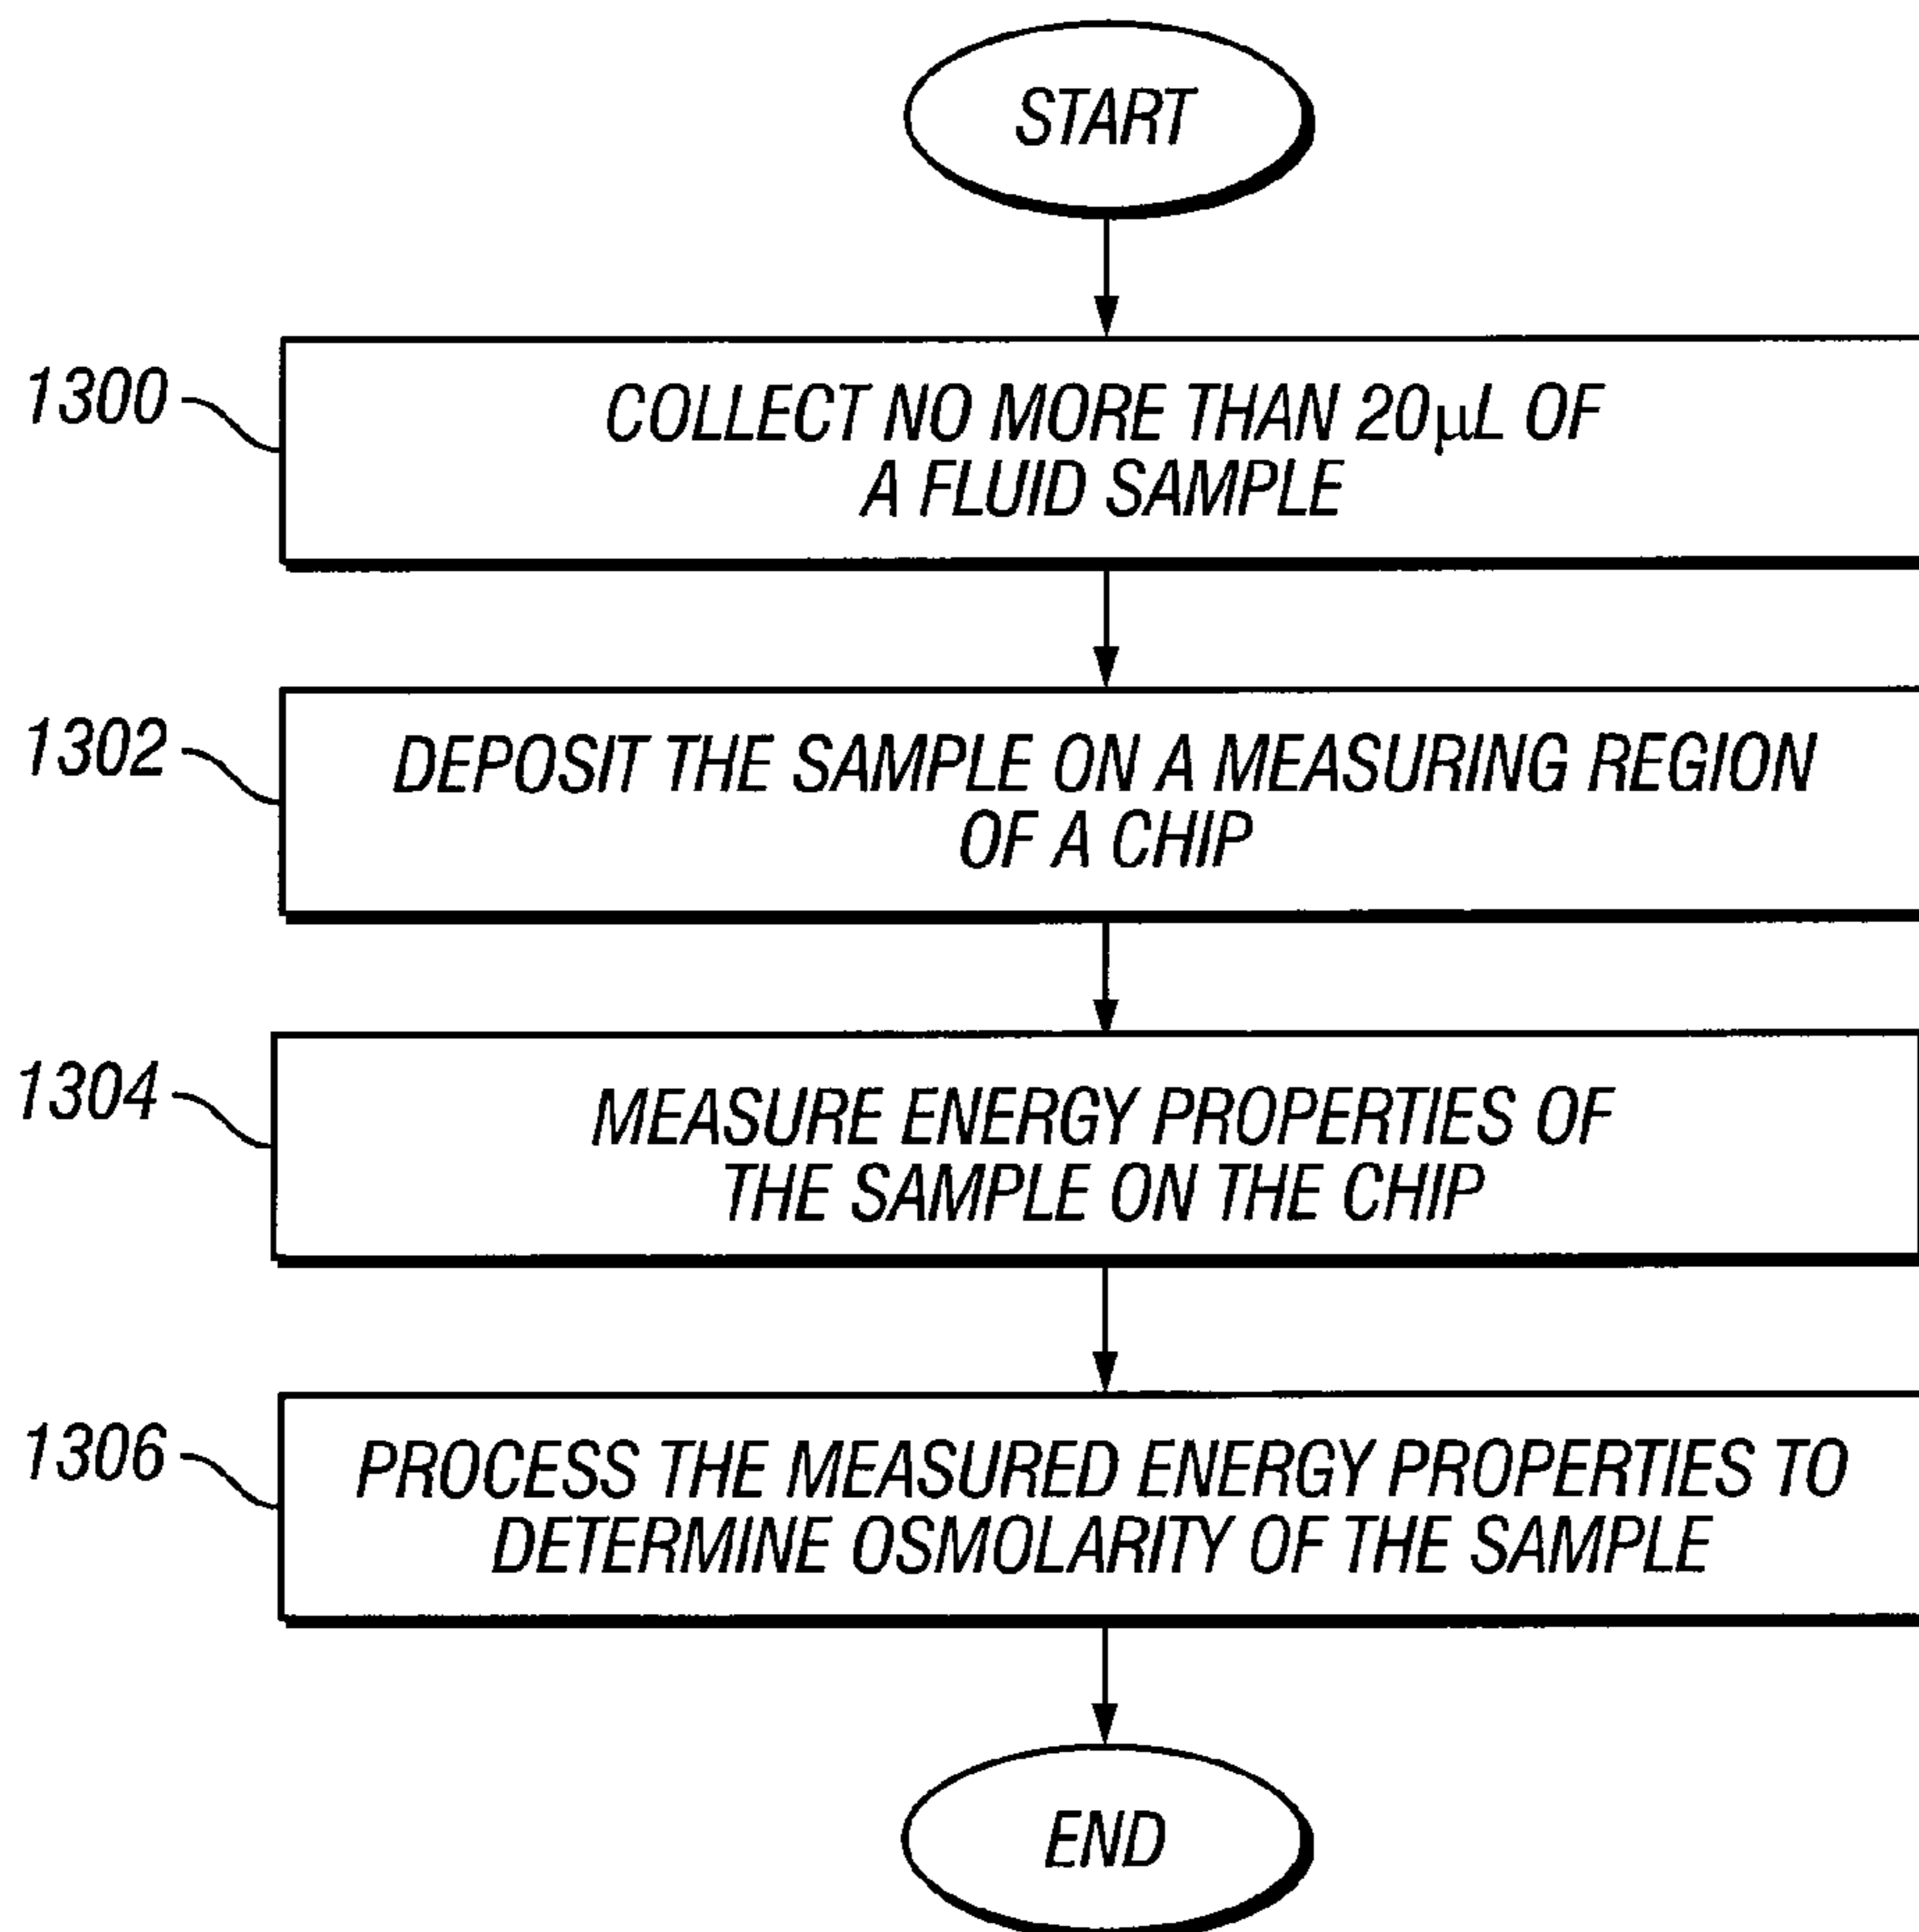 START
1300
COLLECT NO MORE THAN 20µL OF
A FLUID SAMPLE
1302
DEPOSIT THE SAMPLE ON A MEASURING REGION
OF A CHIP
1304
MEASURE ENERGY PROPERTIES OF
THE SAMPLE ON THE CHIP
1306
PROCESS THE MEASURED ENERGY PROPERTIES TO
DETERMINE OSMOLARITY OF THE SAMPLE
END